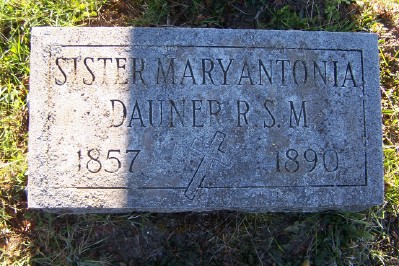 SISTER MARY ANTONIA
DAUNER R.S.M.
1857 1890